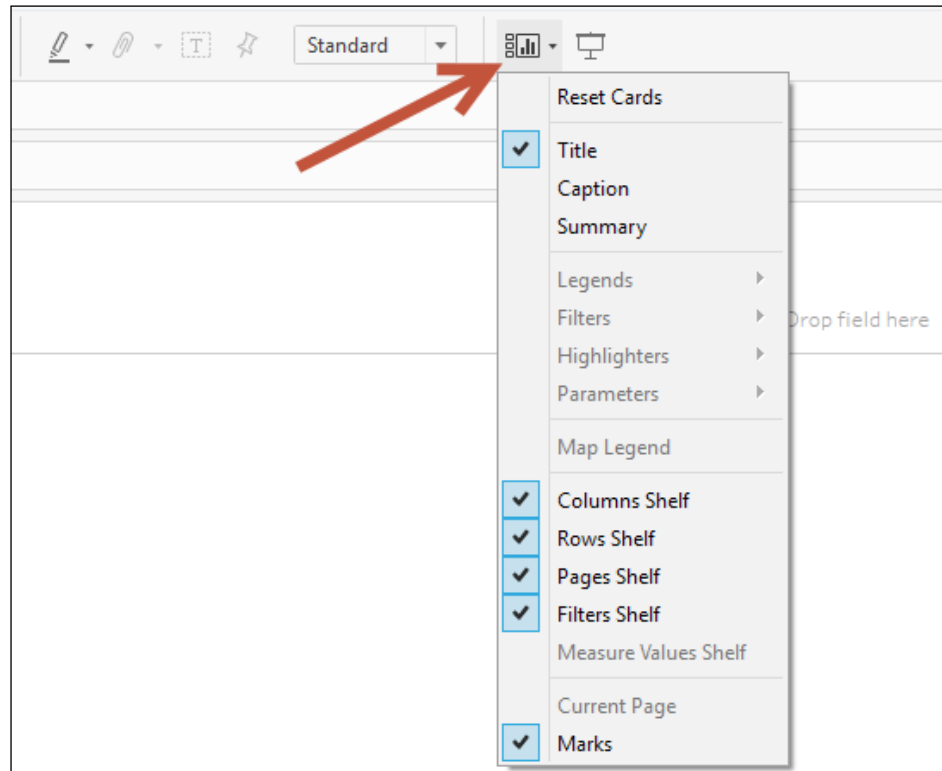 Standard
Reset Cards
Title
Caption
Summary
Legends
Filters
Drop field here
Highlighters
Parameters
Map Legend
Columns Shelf
Rows Shelf
Pages Shelf
Filters Shelf
Measure Values Shelf
Current Page
Marks